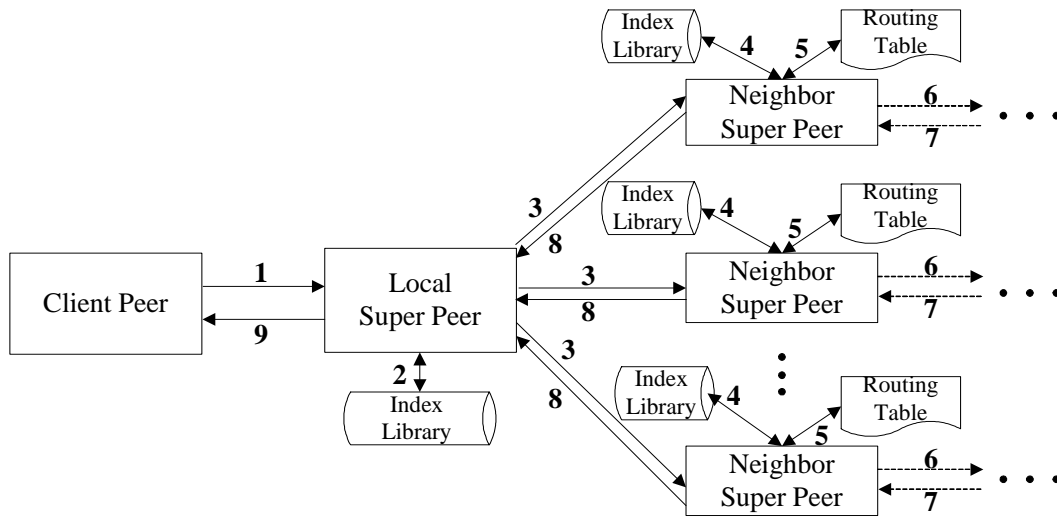 Index
Library
4
5
Routing
Table
Neighbor
Super Peer
6
7
3
8
Index
Library
4
5
Routing
Table
Neighbor
Super Peer
6
7
3
8
Client Peer
1
9
Local
Super Peer
2
Index
Library
3
8
Index
Library
4
5
Routing
Table
Neighbor
Super Peer
6
7